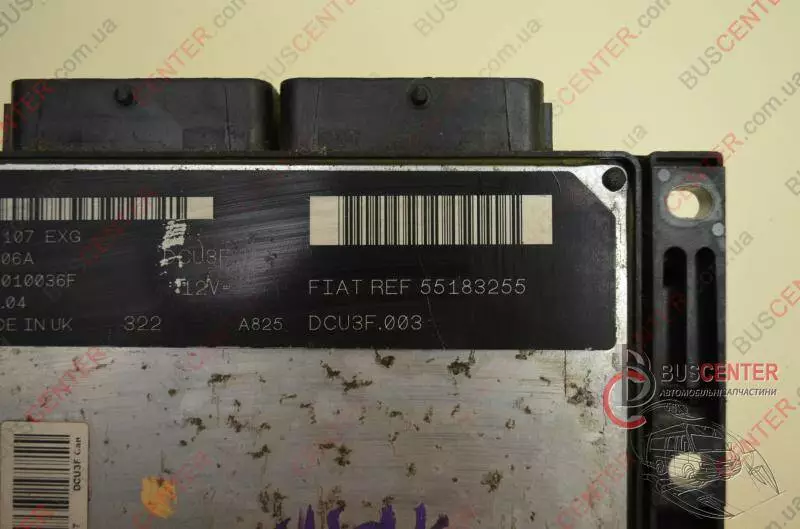 107 EXG
06A
DCU3F
010036F
12V=
.04
DE IN UK
322
A825
FIAT REF 55183255
DCU3F.003
DCU3F Can
7
BUSCENTER
АВТОМОБІЛЬНІ ЗАПЧАСТИНИ
BUSCENTER.com.ua